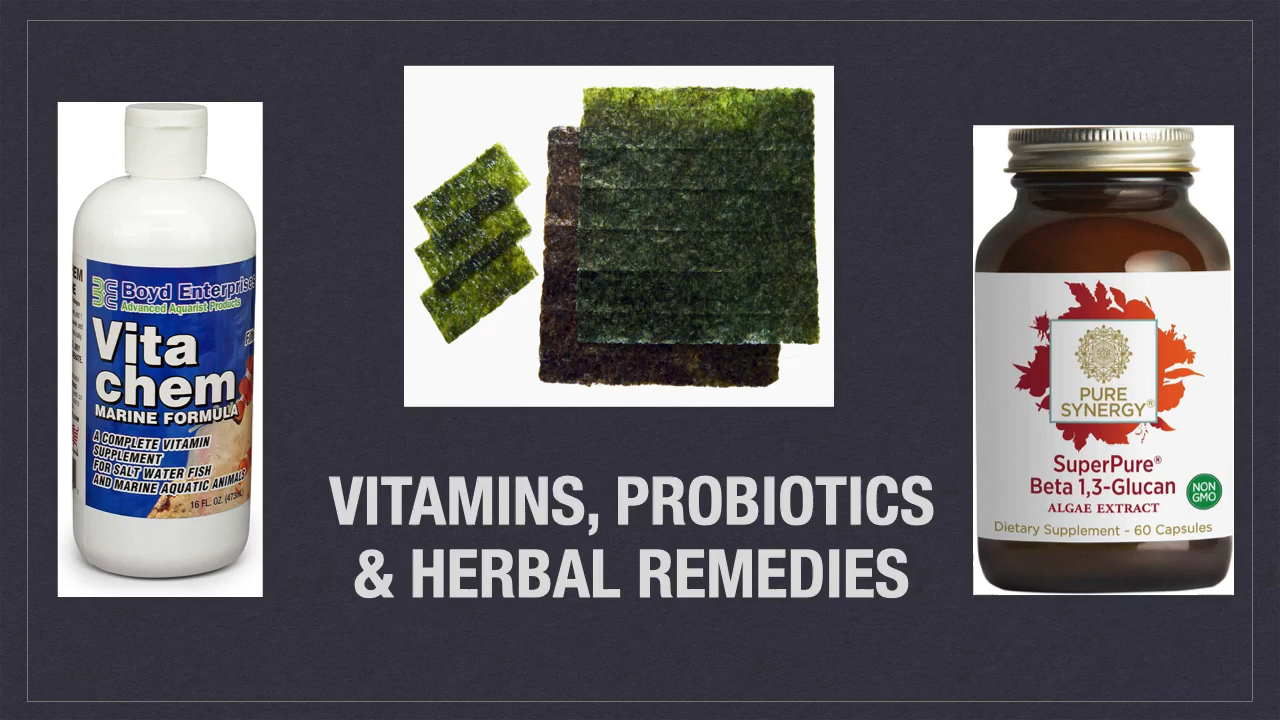 Boyd Enterprises
Advanced Aquarist Products
Vita
chem
MARINE FORMULA
A COMPLETE VITAMIN
SUPPLEMENT
FOR SALT WATER FISH
AND MARINE AQUATIC ANIMALS
16 FL. OZ. (473mL)
VITAMINS, PROBIOTICS
& HERBAL REMEDIES
PURE
SYNERGY®
SuperPure®
Beta 1,3-Glucan
ALGAE EXTRACT
NON
GMO
Dietary Supplement - 60 Capsules